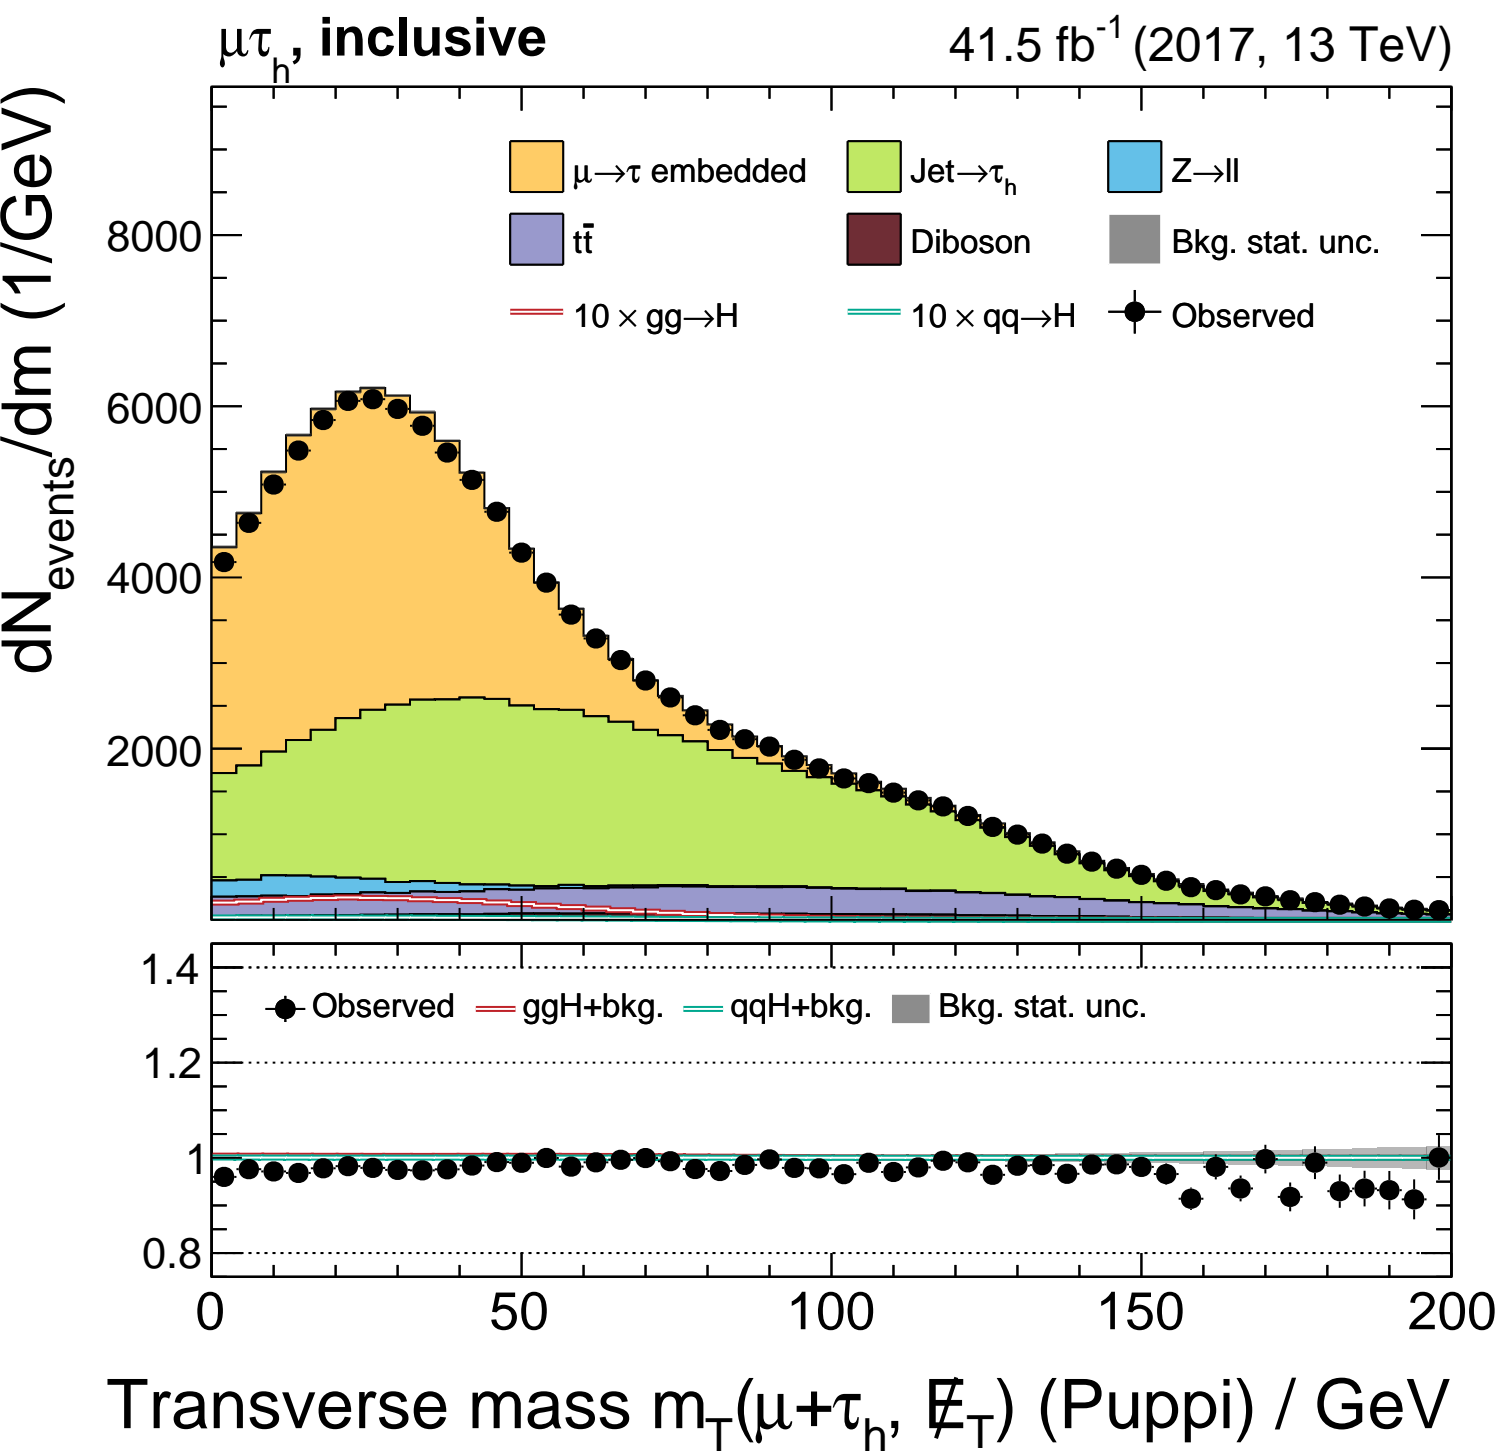 μτh, inclusive 41.5 fb-1 (2017, 13 TeV)
dNevents/dm (1/GeV)
μ→τ embedded Jet→τh Z→ll
tt̄ Diboson Bkg. stat. unc.
10 × gg→H 10 × qq→H Observed
8000
6000
4000
2000
1.4
Observed ggH+bkg. qqH+bkg. Bkg. stat. unc.
1.2
1
0.8
0 50 100 150 200
Transverse mass mT(μ+τh, E̸T) (Puppi) / GeV